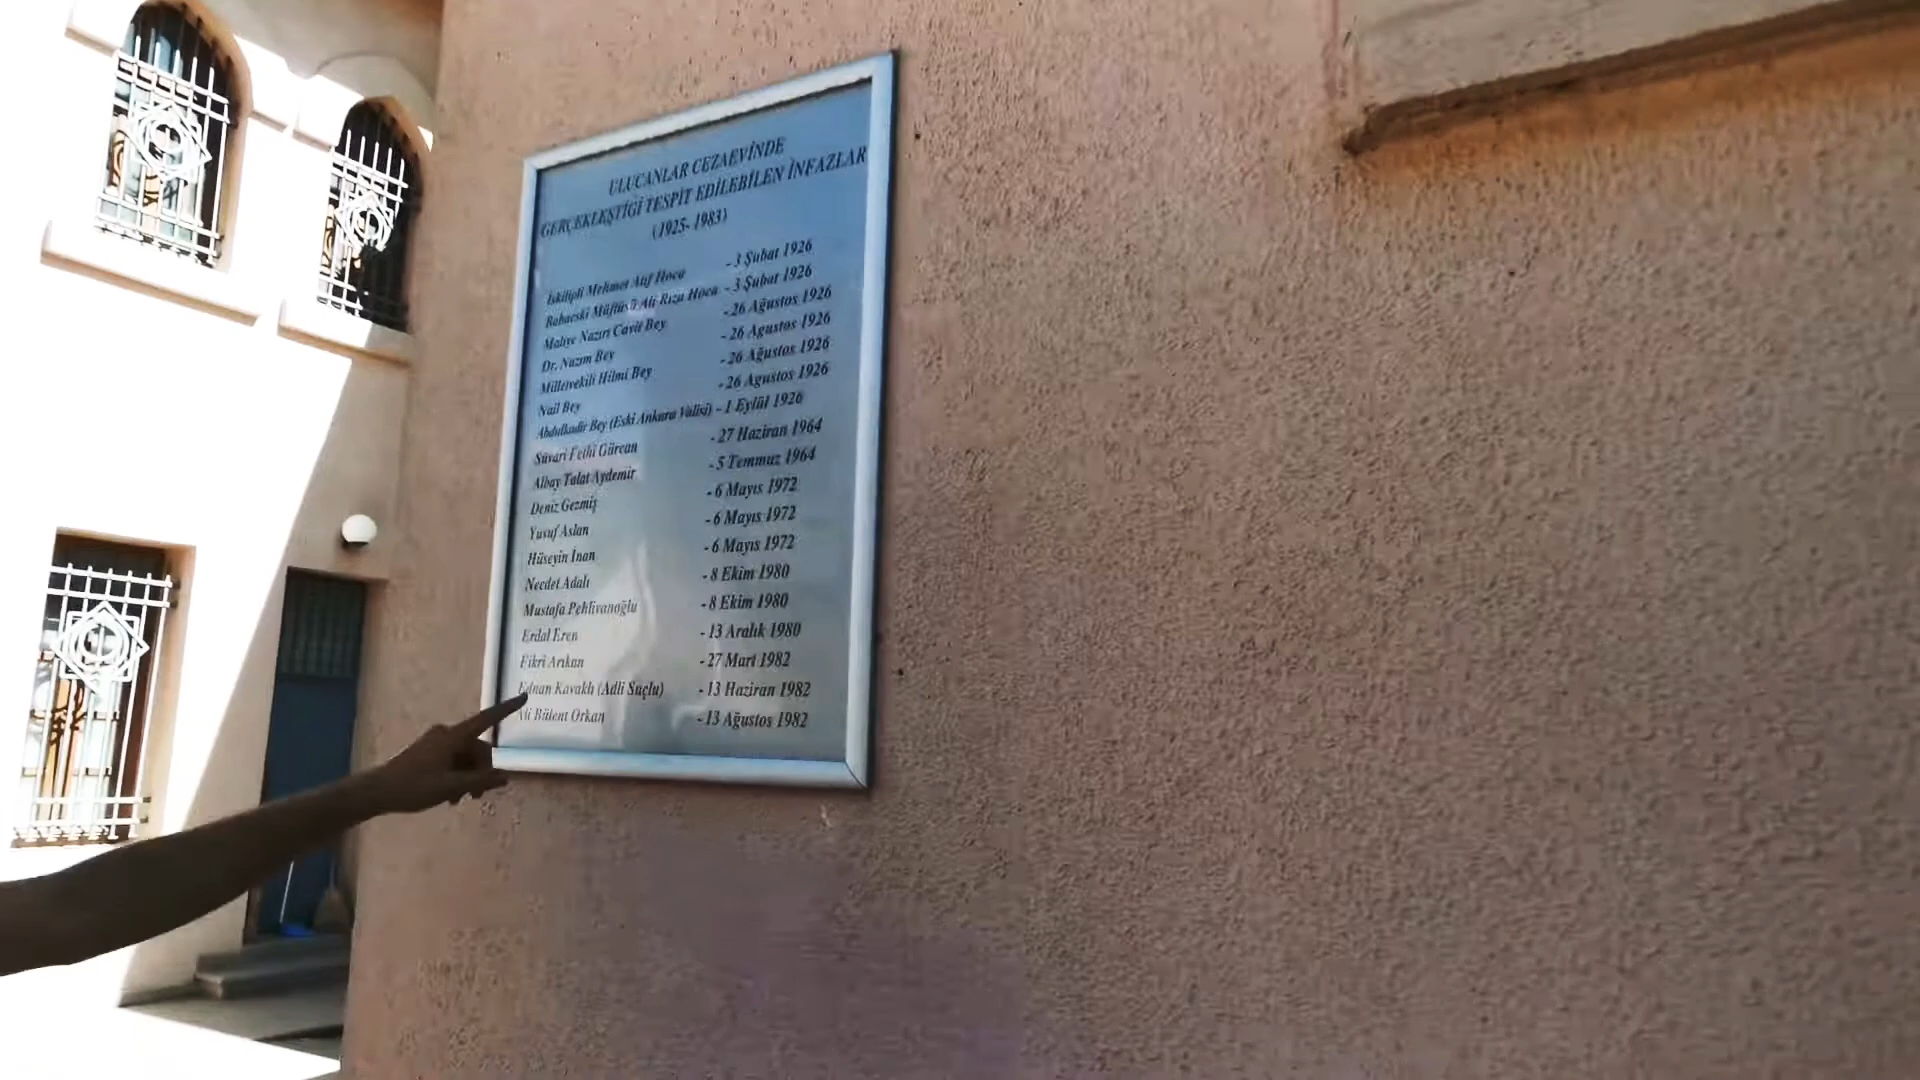 ULUCANLAR CEZAEVİNDE
GERÇEKLEŞTİĞİ TESPİT EDİLEBİLEN İNFAZLAR
(1925- 1983)
İskilipli Mehmet Atıf Hoca - 3 Şubat 1926
Babaeski Müftüsü Ali Rıza Hoca - 3 Şubat 1926
Maliye Nazırı Cavit Bey - 26 Ağustos 1926
Dr. Nazım Bey - 26 Agustos 1926
Milletvekili Hilmi Bey - 26 Ağustos 1926
Nail Bey - 26 Agustos 1926
Abdulkadir Bey (Eski Ankara Valisi) - 1 Eylül 1926
Süvari Fethi Gürcan - 27 Haziran 1964
Albay Talat Aydemir - 5 Temmuz 1964
Deniz Gezmiş - 6 Mayıs 1972
Yusuf Aslan - 6 Mayıs 1972
Hüseyin İnan - 6 Mayıs 1972
Necdet Adalı - 8 Ekim 1980
Mustafa Pehlivanoğlu - 8 Ekim 1980
Erdal Eren - 13 Aralık 1980
Fikri Arıkan - 27 Mart 1982
Ednan Kavaklı (Adli Suçlu) - 13 Haziran 1982
Ali Bülent Orkan - 13 Ağustos 1982